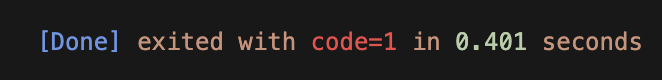 [Done] exited with code=1 in 0.401 seconds